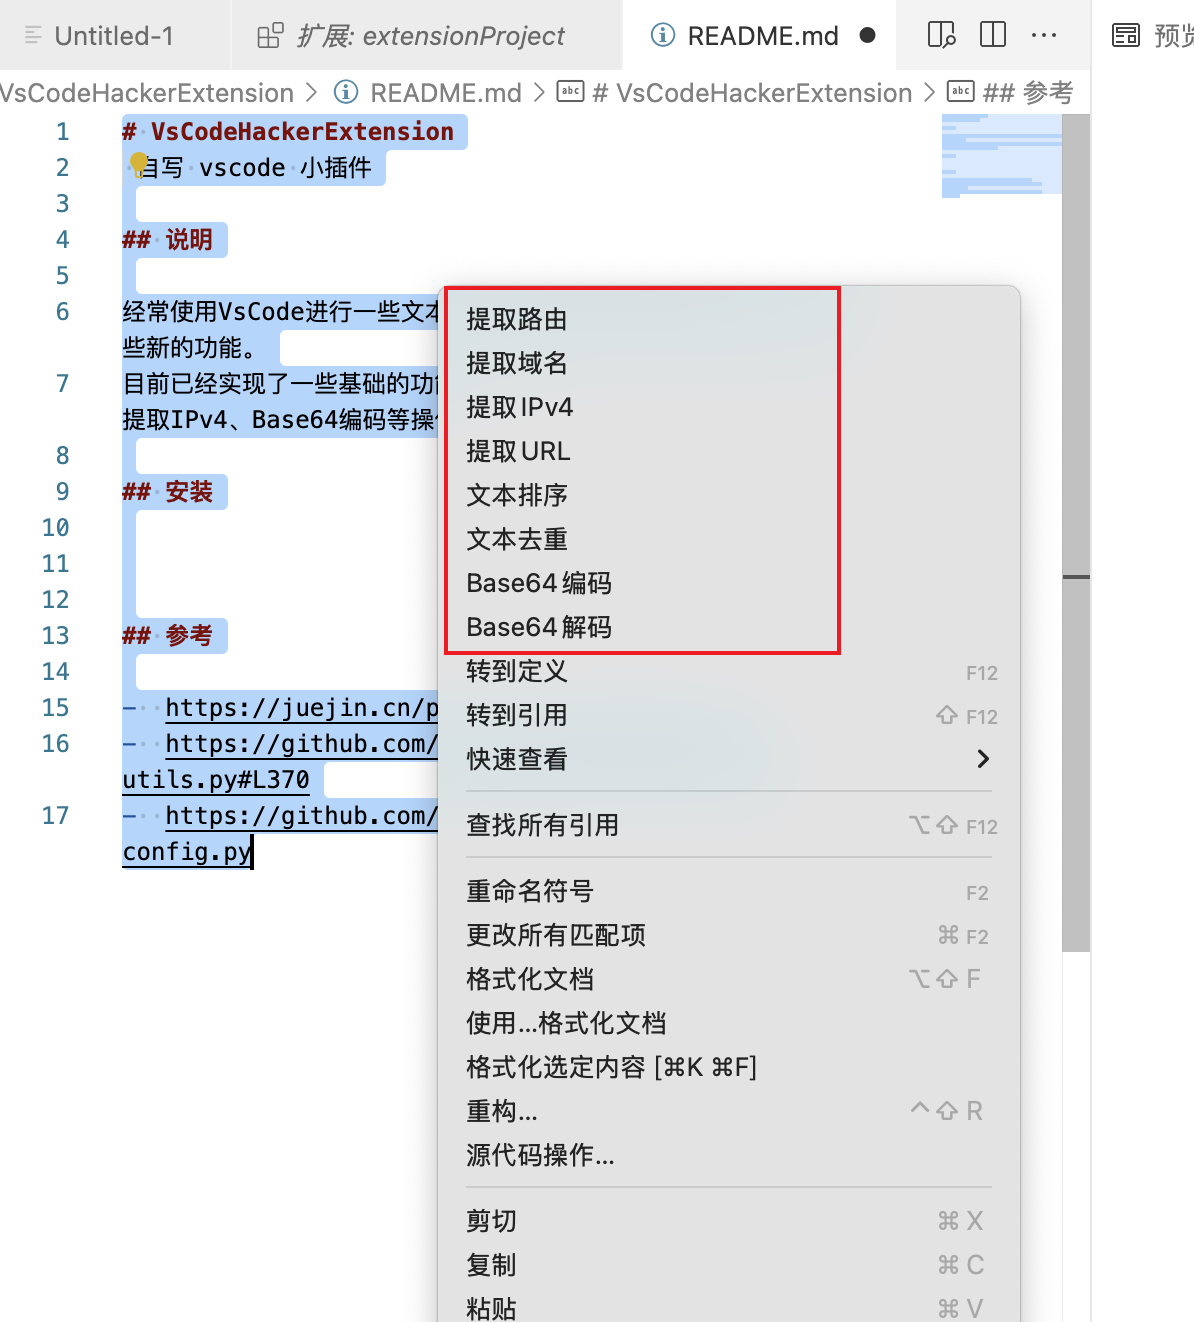 Untitled-1
扩展: extensionProject
README.md
预览
VsCodeHackerExtension > README.md > # VsCodeHackerExtension > ## 参考
1 # VsCodeHackerExtension
2 自写 vscode 小插件
3
4 ## 说明
5
6 经常使用VsCode进行一些文本
些新的功能。
7 目前已经实现了一些基础的功能
提取IPv4、Base64编码等操作
8
9 ## 安装
10
11
12
13 ## 参考
14
15 - https://juejin.cn/p
16 - https://github.com/
utils.py#L370
17 - https://github.com/
config.py
提取路由
提取域名
提取IPv4
提取URL
文本排序
文本去重
Base64编码
Base64解码
转到定义 F12
转到引用 ⇧ F12
快速查看
查找所有引用 ⌥⇧ F12
重命名符号 F2
更改所有匹配项 ⌘ F2
格式化文档 ⌥⇧ F
使用...格式化文档
格式化选定内容 [⌘K ⌘F]
重构... ^⇧ R
源代码操作...
剪切 ⌘ X
复制 ⌘ C
粘贴 ⌘ V